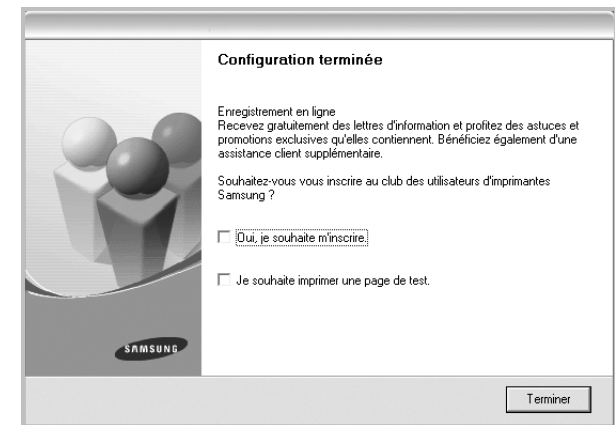 Configuration terminée
Enregistrement en ligne
Recevez gratuitement des lettres d'information et profitez des astuces et
promotions exclusives qu'elles contiennent. Bénéficiez également d'une
assistance client supplémentaire.
Souhaitez-vous vous inscrire au club des utilisateurs d'imprimantes
Samsung ?
Oui, je souhaite m'inscrire.
Je souhaite imprimer une page de test.
SAMSUNG
Terminer